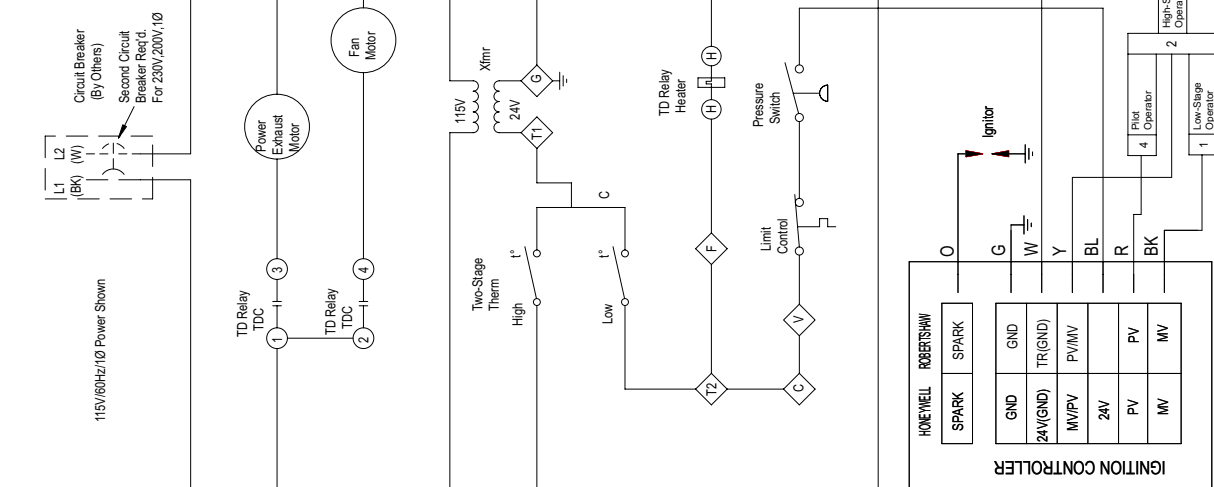 Circuit Breaker
(By Others)
Second Circuit
Breaker Req'd.
For 230V,200V,1Ø
L2
(W)
L1
(BK)
115V/60Hz/1Ø Power Shown
Power
Exhaust
Motor
Fan
Motor
3
4
TD Relay
TDC
1
TD Relay
TDC
2
Xfmr
115V
24V
G
T1
C
Two-Stage
Therm
High
t°
Low
t°
TD Relay
Heater
H
H
F
T2
Pressure
Switch
Limit
Control
V
C
Ignitor
High-S
Opera
2
Pilot
Operator
4
Low-Stage
Operator
1
O
G
W
Y
BL
R
BK
HONEYWELL ROBERTSHAW
SPARK SPARK
GND GND
24V(GND) TR(GND)
MV/PV PV/MV
24V
PV PV
MV MV
IGNITION CONTROLLER